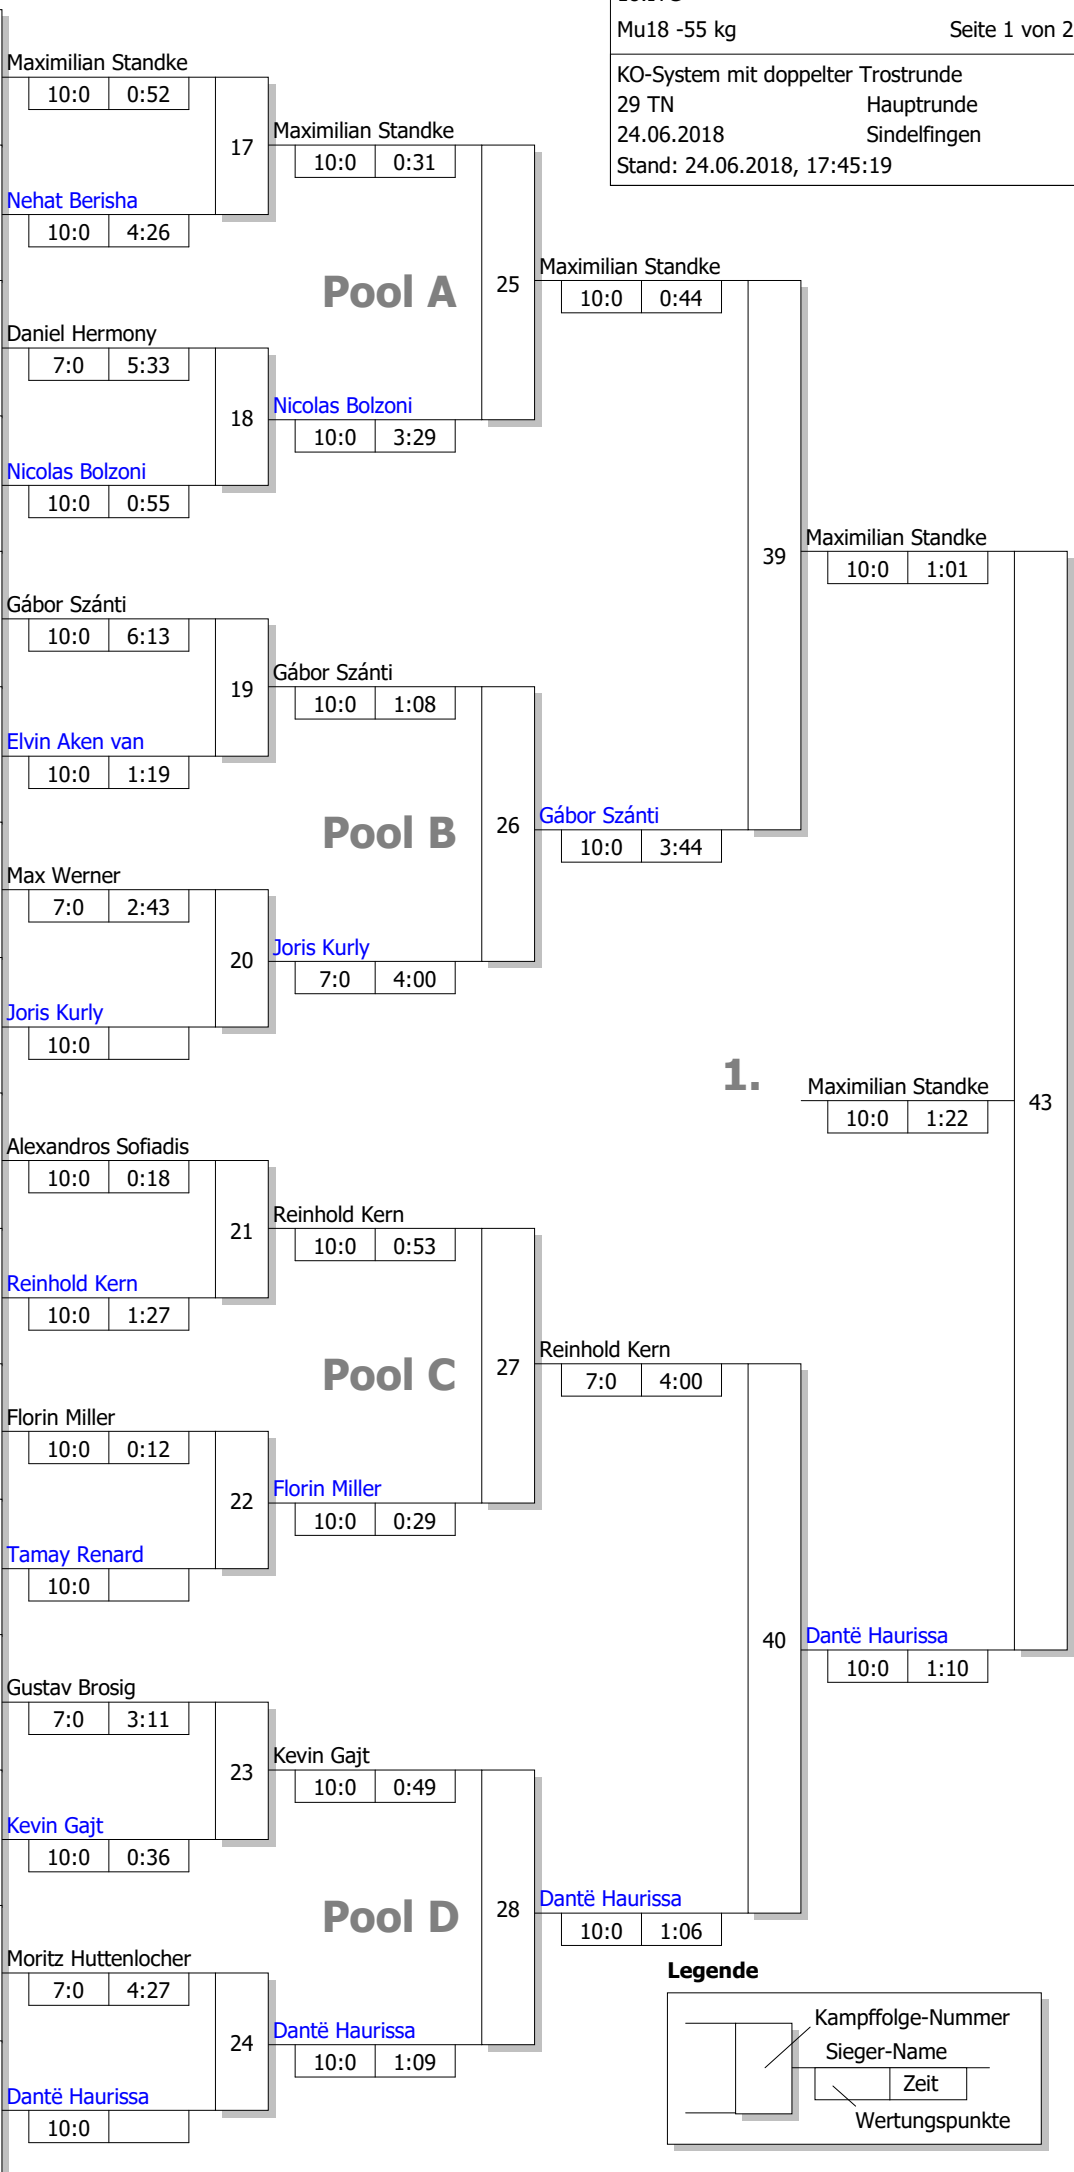 Mu18 -55 kg Seite 1 von 2
KO-System mit doppelter Trostrunde
29 TN Hauptrunde
24.06.2018 Sindelfingen
Stand: 24.06.2018, 17:45:19
Maximilian Standke
10:0 0:52
17
Nehat Berisha
10:0 4:26
Daniel Hermony
7:0 5:33
18
Nicolas Bolzoni
10:0 0:55
Gábor Szánti
10:0 6:13
19
Elvin Aken van
10:0 1:19
Max Werner
7:0 2:43
20
Joris Kurly
10:0
Alexandros Sofiadis
10:0 0:18
21
Reinhold Kern
10:0 1:27
Florin Miller
10:0 0:12
22
Tamay Renard
10:0
Gustav Brosig
7:0 3:11
23
Kevin Gajt
10:0 0:36
Moritz Huttenlocher
7:0 4:27
24
Dantë Haurissa
10:0
Maximilian Standke
10:0 0:31
Pool A
25
Nicolas Bolzoni
10:0 3:29
Gábor Szánti
10:0 1:08
Pool B
26
Joris Kurly
7:0 4:00
Reinhold Kern
10:0 0:53
Pool C
27
Florin Miller
10:0 0:29
Kevin Gajt
10:0 0:49
Pool D
28
Dantë Haurissa
10:0 1:09
Maximilian Standke
10:0 0:44
39
Gábor Szánti
10:0 3:44
Reinhold Kern
7:0 4:00
40
Dantë Haurissa
10:0 1:06
Maximilian Standke
10:0 1:01
1.
Maximilian Standke
10:0 1:22
43
Dantë Haurissa
10:0 1:10
Legende
Kampffolge-Nummer
Sieger-Name
Zeit
Wertungspunkte